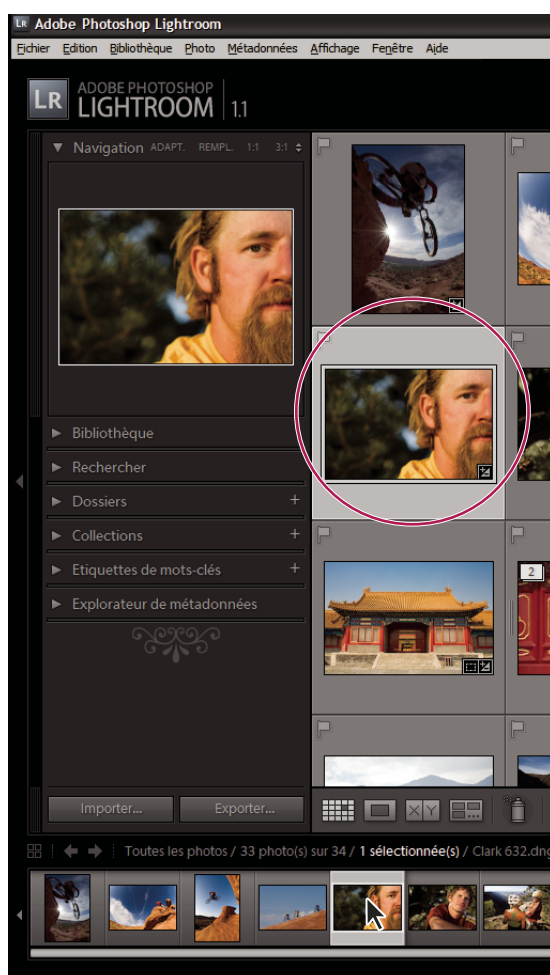 LR Adobe Photoshop Lightroom
Fichier Edition Bibliothèque Photo Métadonnées Affichage Fenêtre Aide
LR ADOBE PHOTOSHOP
LIGHTROOM 1.1
Navigation ADAPT. REMPL. 1:1 3:1
Bibliothèque
Rechercher
Dossiers +
Collections +
2
Etiquettes de mots-clés +
Explorateur de métadonnées
Importer... Exporter... X Y
Toutes les photos / 33 photo(s) sur 34 / 1 sélectionnée(s) / Clark 632.dng